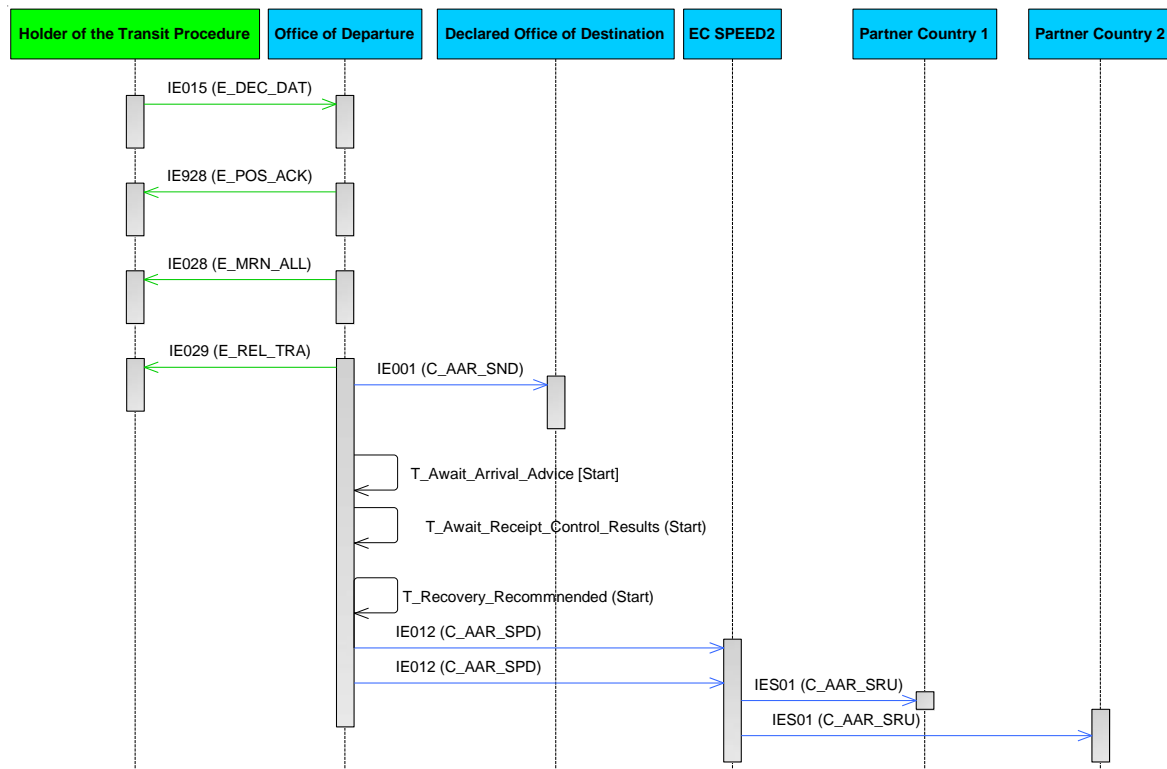 Holder of the Transit Procedure
Office of Departure
Declared Office of Destination
EC SPEED2
Partner Country 1
Partner Country 2
IE015 (E_DEC_DAT)
IE928 (E_POS_ACK)
IE028 (E_MRN_ALL)
IE029 (E_REL_TRA)
IE001 (C_AAR_SND)
T_Await_Arrival_Advice [Start]
T_Await_Receipt_Control_Results (Start)
T_Recovery_Recommnended (Start)
IE012 (C_AAR_SPD)
IE012 (C_AAR_SPD)
IES01 (C_AAR_SRU)
IES01 (C_AAR_SRU)